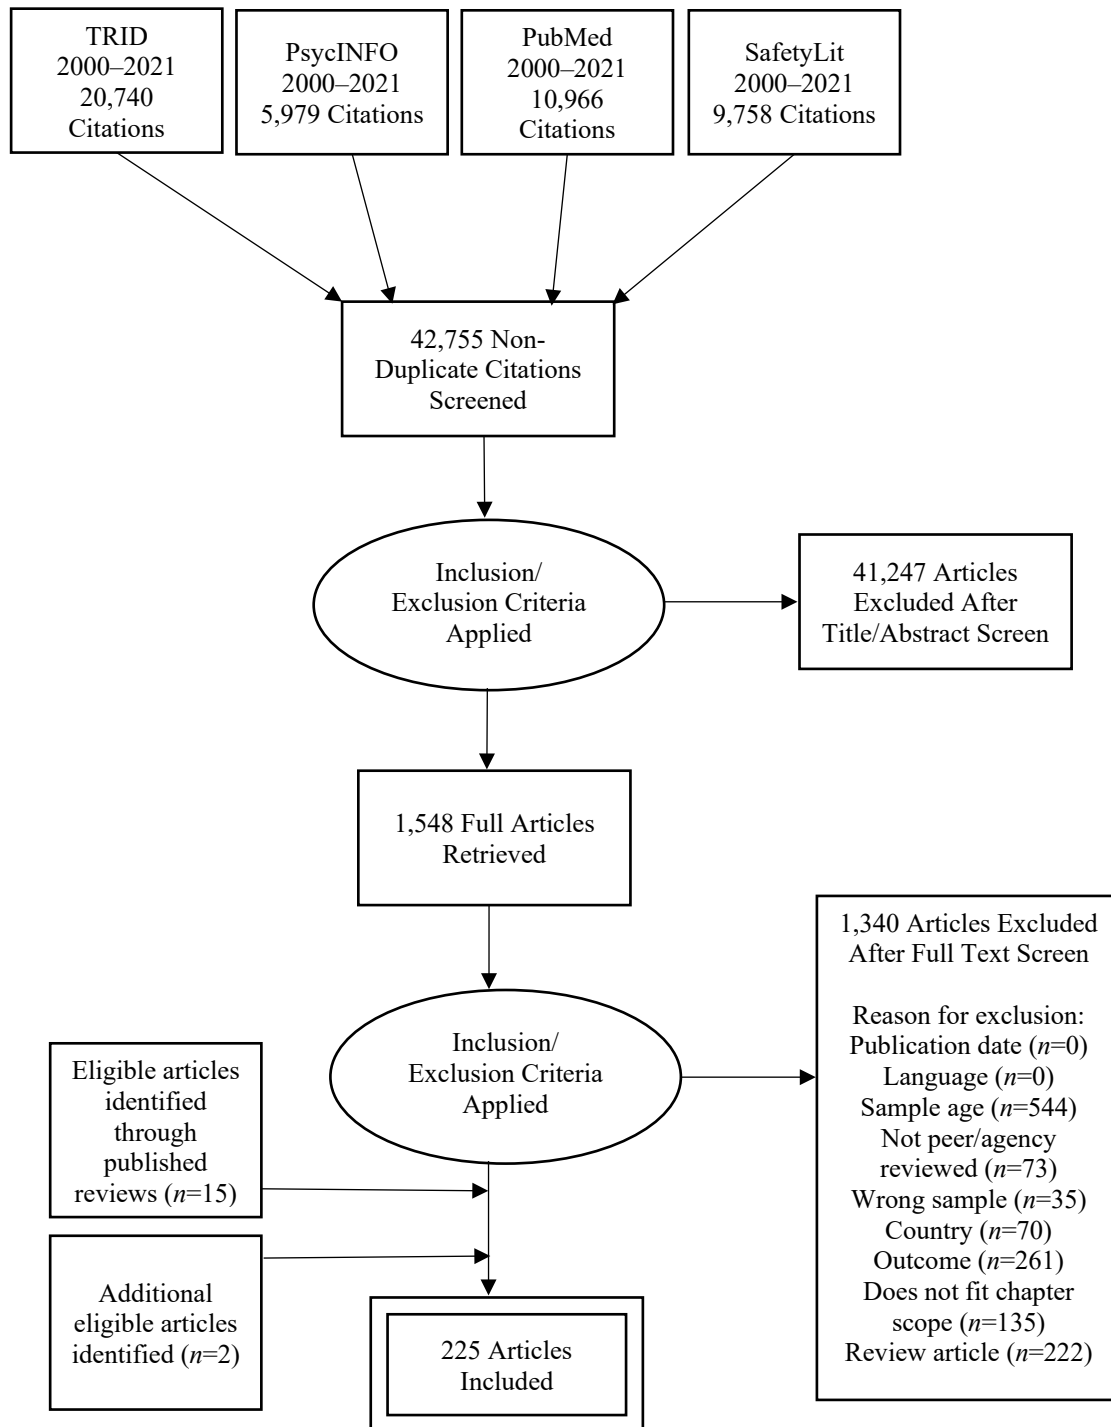 TRID
2000–2021
20,740
Citations
PsycINFO
2000–2021
5,979 Citations
PubMed
2000–2021
10,966
Citations
SafetyLit
2000–2021
9,758 Citations
42,755 Non-
Duplicate Citations
Screened
Inclusion/
Exclusion Criteria
Applied
41,247 Articles
Excluded After
Title/Abstract Screen
1,548 Full Articles
Retrieved
Inclusion/
Exclusion Criteria
Applied
1,340 Articles Excluded
After Full Text Screen
Reason for exclusion:
Publication date (n=0)
Language (n=0)
Sample age (n=544)
Not peer/agency
reviewed (n=73)
Wrong sample (n=35)
Country (n=70)
Outcome (n=261)
Does not fit chapter
scope (n=135)
Review article (n=222)
Eligible articles
identified
through
published
reviews (n=15)
Additional
eligible articles
identified (n=2)
225 Articles
Included